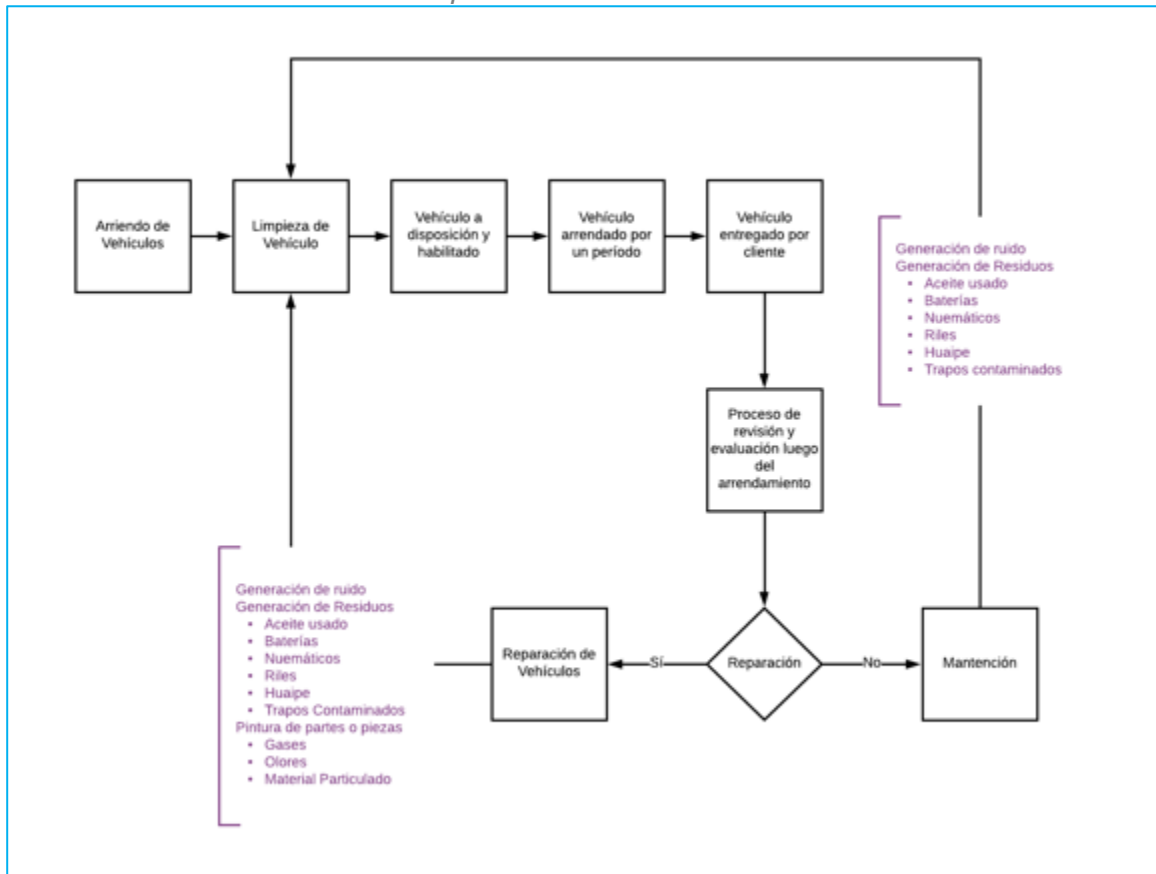 Arriendo de
Vehículos
Limpieza de
Vehículo
Vehículo a
disposición y
habilitado
Vehículo
arrendado por
un período
Vehículo
entregado por
cliente
Generación de ruido
Generación de Residuos
• Aceite usado
• Baterías
• Nuemáticos
• Riles
• Huaipe
• Trapos contaminados
Proceso de
revisión y
evaluación luego
del
arrendamiento
Generación de ruido
Generación de Residuos
• Aceite usado
• Baterías
• Nuemáticos
• Riles
• Huaipe
• Trapos Contaminados
Pintura de partes o piezas
• Gases
• Olores
• Material Particulado
Reparación de
Vehículos
Sí
Reparación
No
Mantención